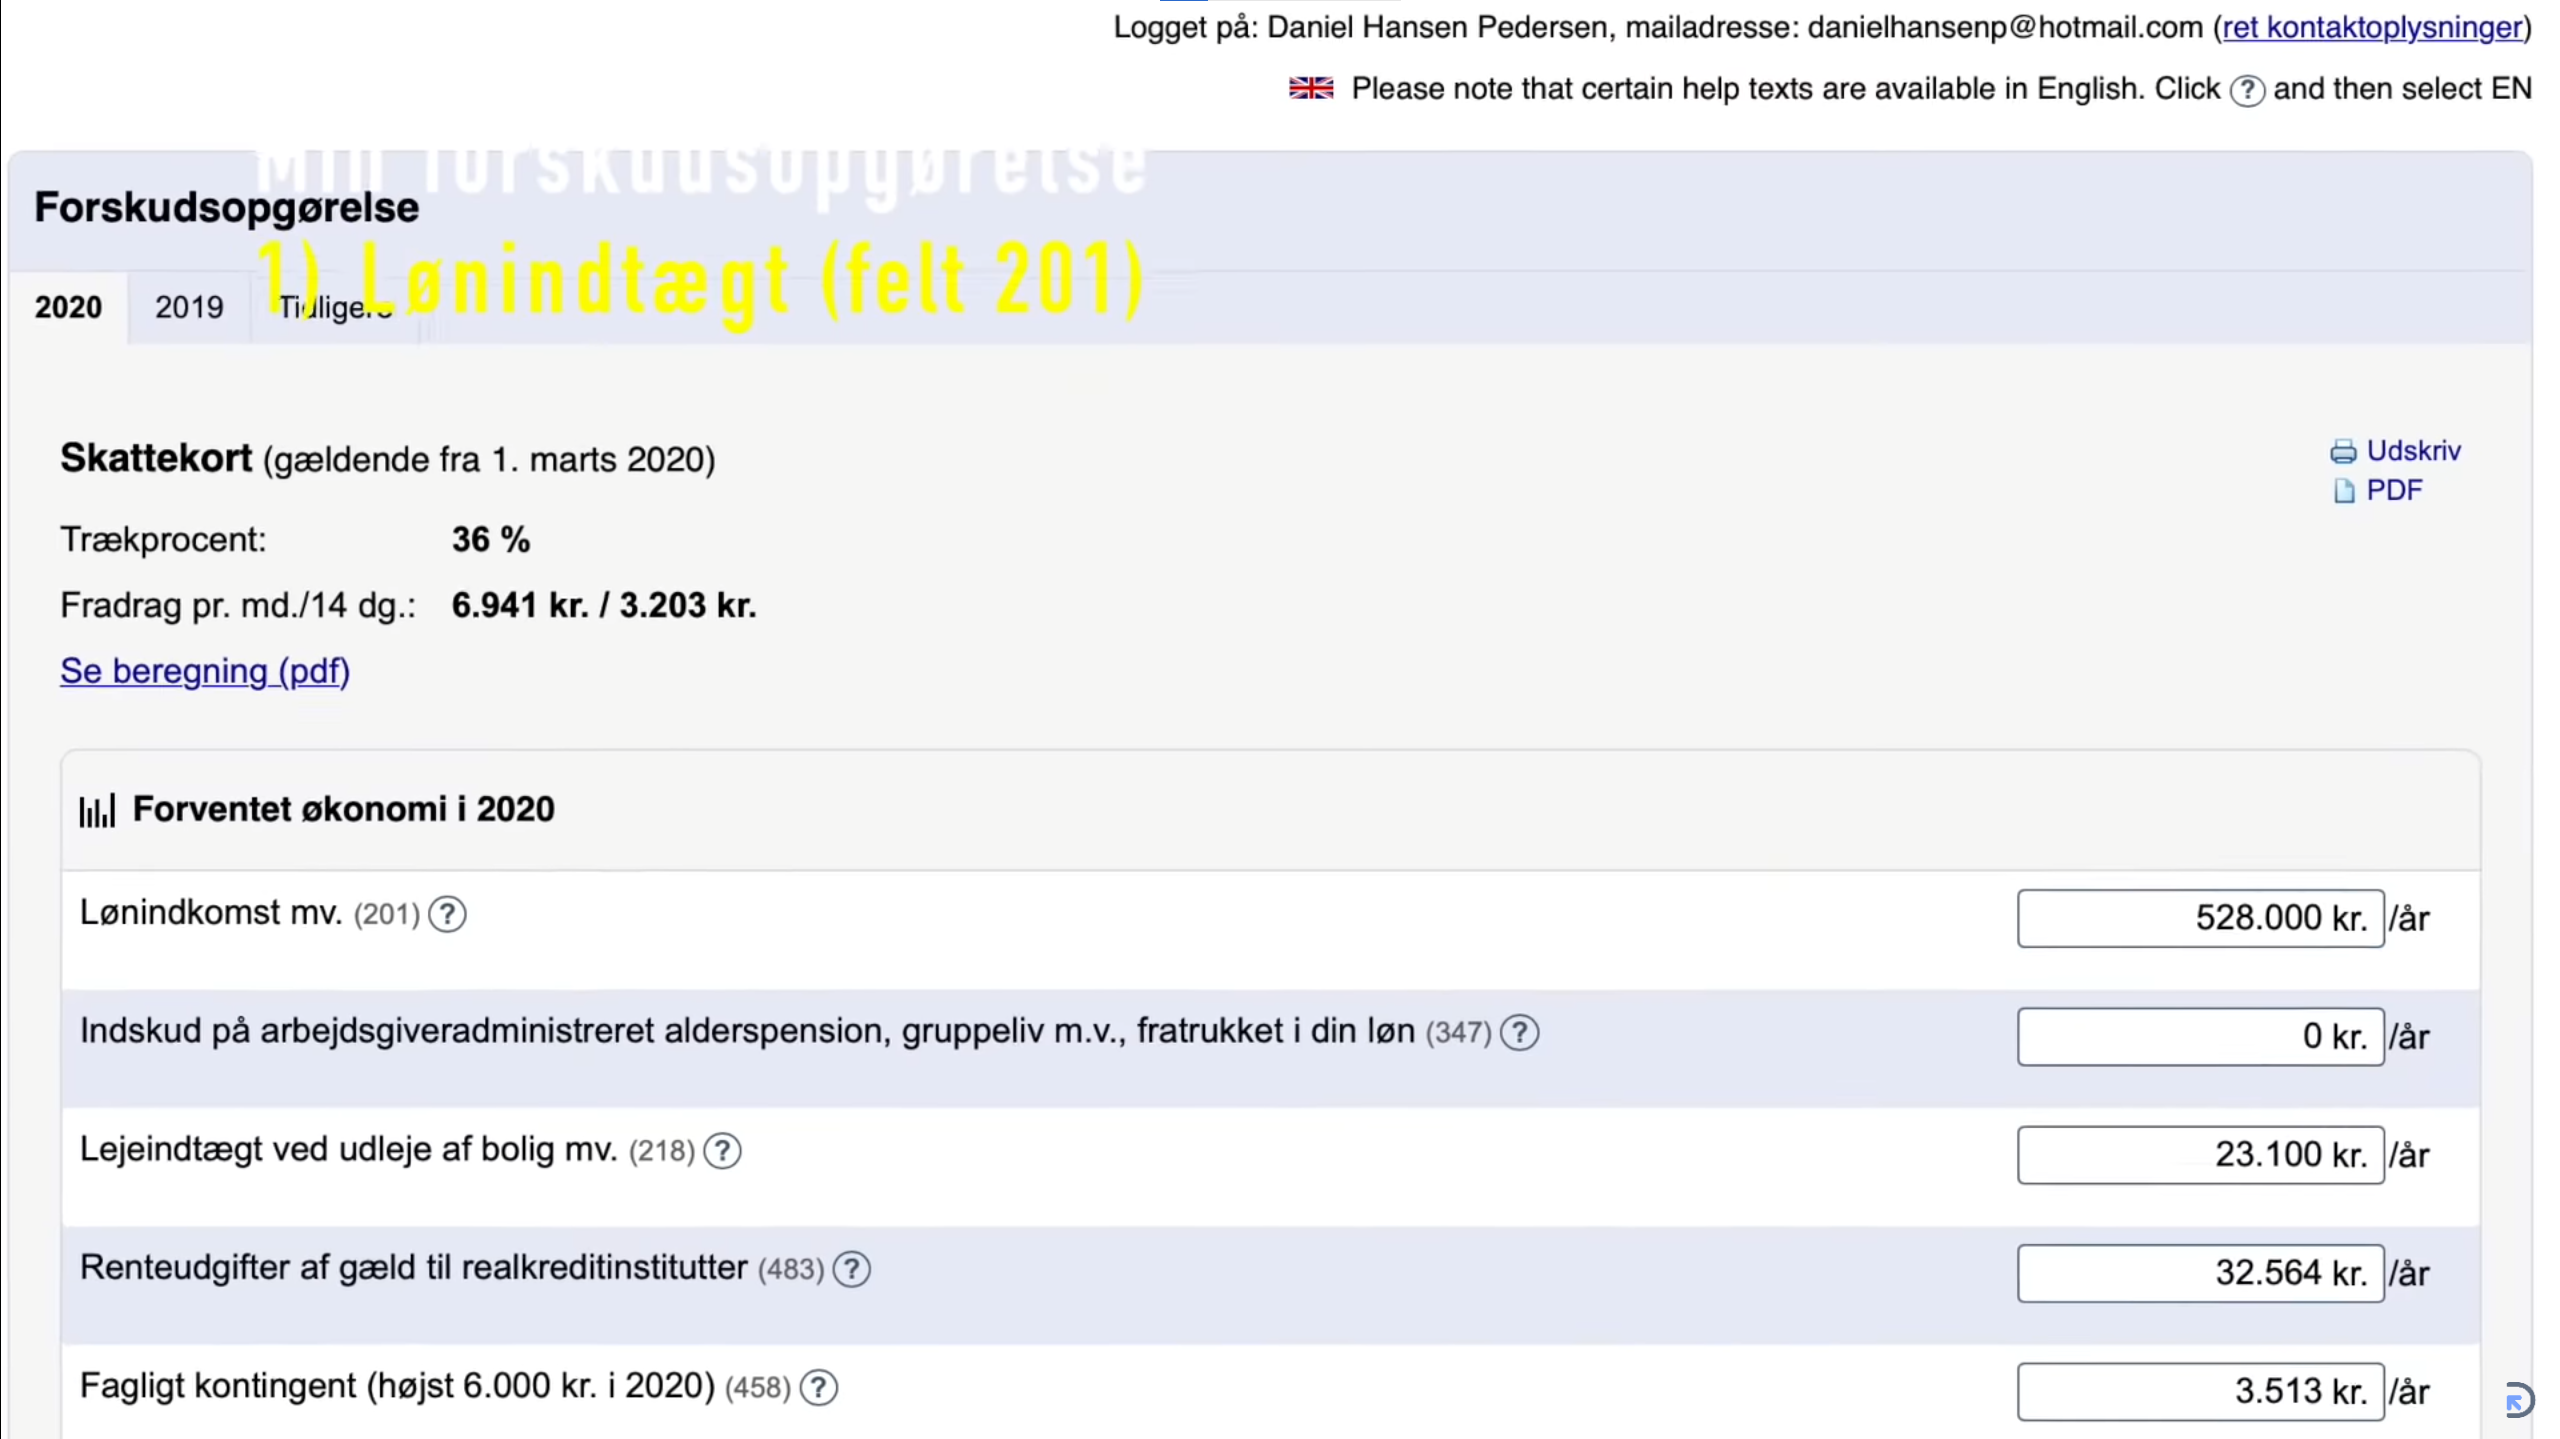 Logget på: Daniel Hansen Pedersen, mailadresse: danielhansenp@hotmail.com (ret kontaktoplysninger)
Please note that certain help texts are available in English. Click ? and then select EN
Min forskudsopgørelse
Forskudsopgørelse
1) Lønindtægt (felt 201)
2020 2019 Tidligere
Skattekort (gældende fra 1. marts 2020)
Udskriv
PDF
Trækprocent: 36 %
Fradrag pr. md./14 dg.: 6.941 kr. / 3.203 kr.
Se beregning (pdf)
Forventet økonomi i 2020
Lønindkomst mv. (201) ? 528.000 kr. /år
Indskud på arbejdsgiveradministreret alderspension, gruppeliv m.v., fratrukket i din løn (347) ? 0 kr. /år
Lejeindtægt ved udleje af bolig mv. (218) ? 23.100 kr. /år
Renteudgifter af gæld til realkreditinstitutter (483) ? 32.564 kr. /år
Fagligt kontingent (højst 6.000 kr. i 2020) (458) ? 3.513 kr. /år